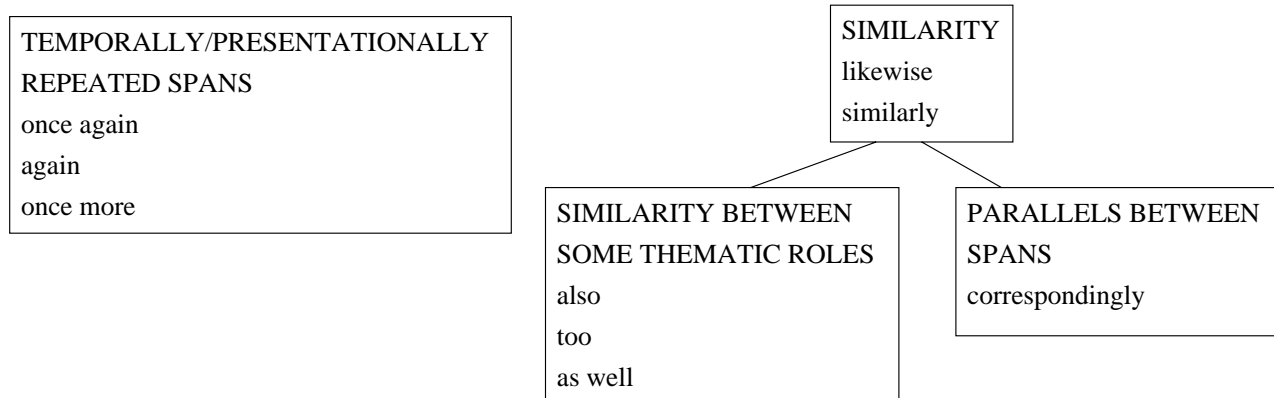 TEMPORALLY/PRESENTATIONALLY
REPEATED SPANS
once again
again
once more
SIMILARITY
likewise
similarly
SIMILARITY BETWEEN
SOME THEMATIC ROLES
also
too
as well
PARALLELS BETWEEN
SPANS
correspondingly